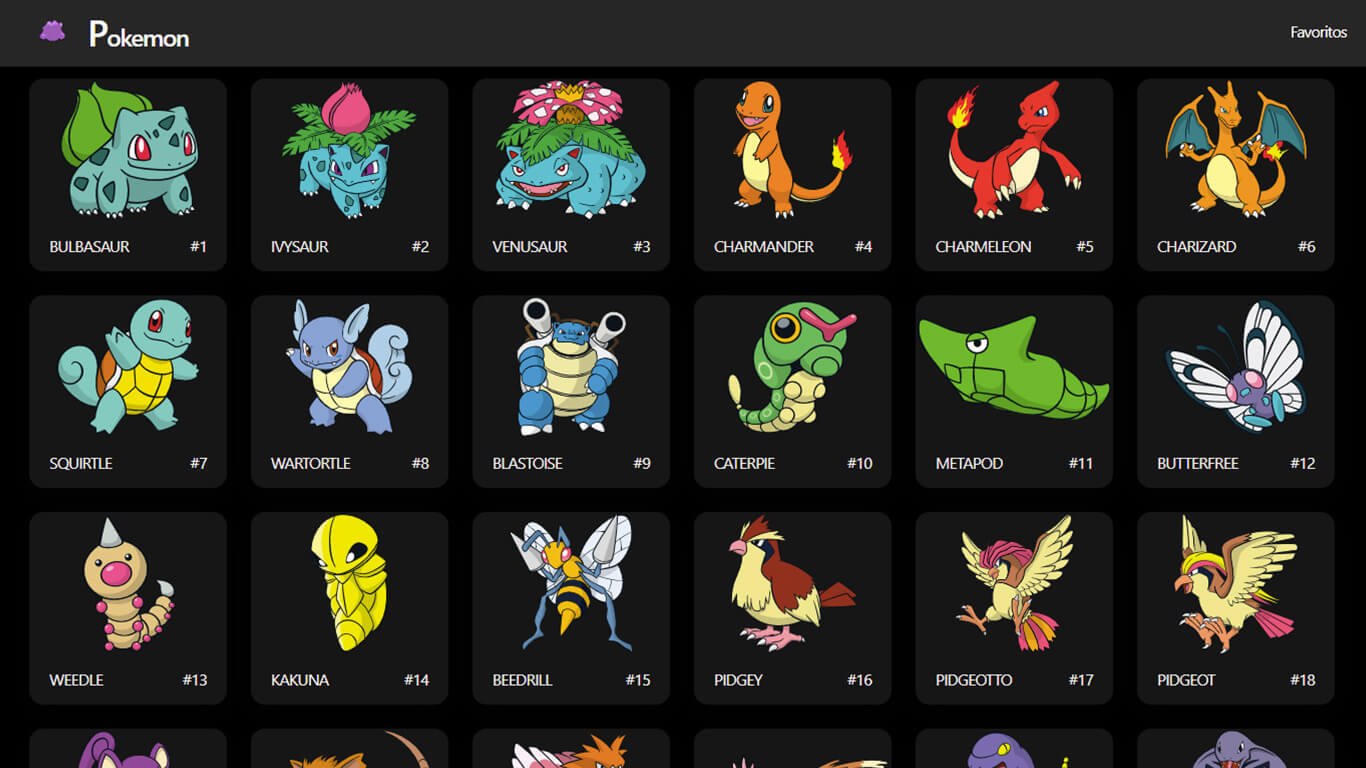 Pokemon
Favoritos
BULBASAUR #1
IVYSAUR #2
VENUSAUR #3
CHARMANDER #4
CHARMELEON #5
CHARIZARD #6
SQUIRTLE #7
WARTORTLE #8
BLASTOISE #9
CATERPIE #10
METAPOD #11
BUTTERFREE #12
WEEDLE #13
KAKUNA #14
BEEDRILL #15
PIDGEY #16
PIDGEOTTO #17
PIDGEOT #18